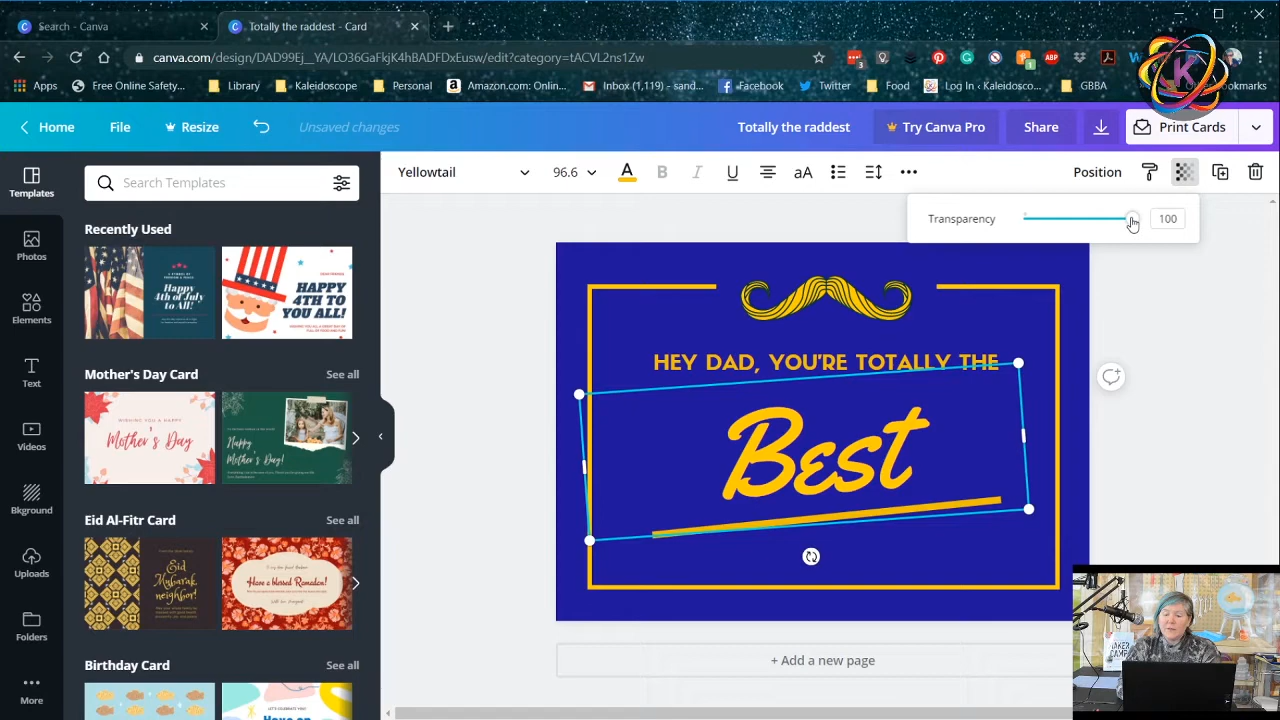 Search - Canva
Totally the raddest - Card
canva.com/design/DAD99Ej__YA/LO36GaFkjK4hBADFDxEusw/edit?category=tACVL2ns1Zw
Apps
Free Online Safety...
Library
Kaleidoscope
Personal
Amazon.com: Onlin...
Inbox (1,119) - sand...
Facebook
Twitter
Food
Log In ‹ Kaleidosco...
GBBA
K
Home
File
Resize
Unsaved changes
Totally the raddest
Try Canva Pro
Share
Print Cards
Templates
Search Templates
Yellowtail
96.6
A
B
I
U
aA
Position
Transparency
100
Photos
Elements
Text
Videos
Bkground
Uploads
Folders
More
Recently Used
Happy
4th of July
to All!
HAPPY
4TH TO
YOU ALL!
Mother's Day Card
See all
WISHING YOU A HAPPY
Mother's Day
Happy
Mother's Day!
Eid Al-Fitr Card
See all
Eid
Mubarak,
neighbor!
Have a blessed Ramadan!
Birthday Card
See all
LET'S CELEBRATE!
HEY DAD, YOU'RE TOTALLY THE
Best
+ Add a new page